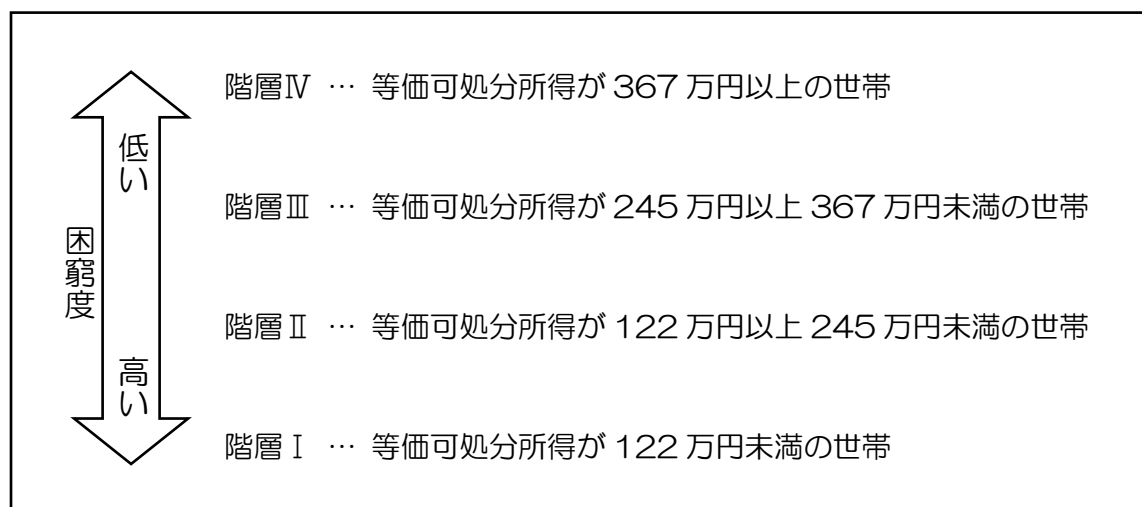 階層Ⅳ … 等価可処分所得が 367 万円以上の世帯
低い
階層Ⅲ … 等価可処分所得が 245 万円以上 367 万円未満の世帯
困窮度
階層Ⅱ … 等価可処分所得が 122 万円以上 245 万円未満の世帯
高い
階層Ⅰ … 等価可処分所得が 122 万円未満の世帯